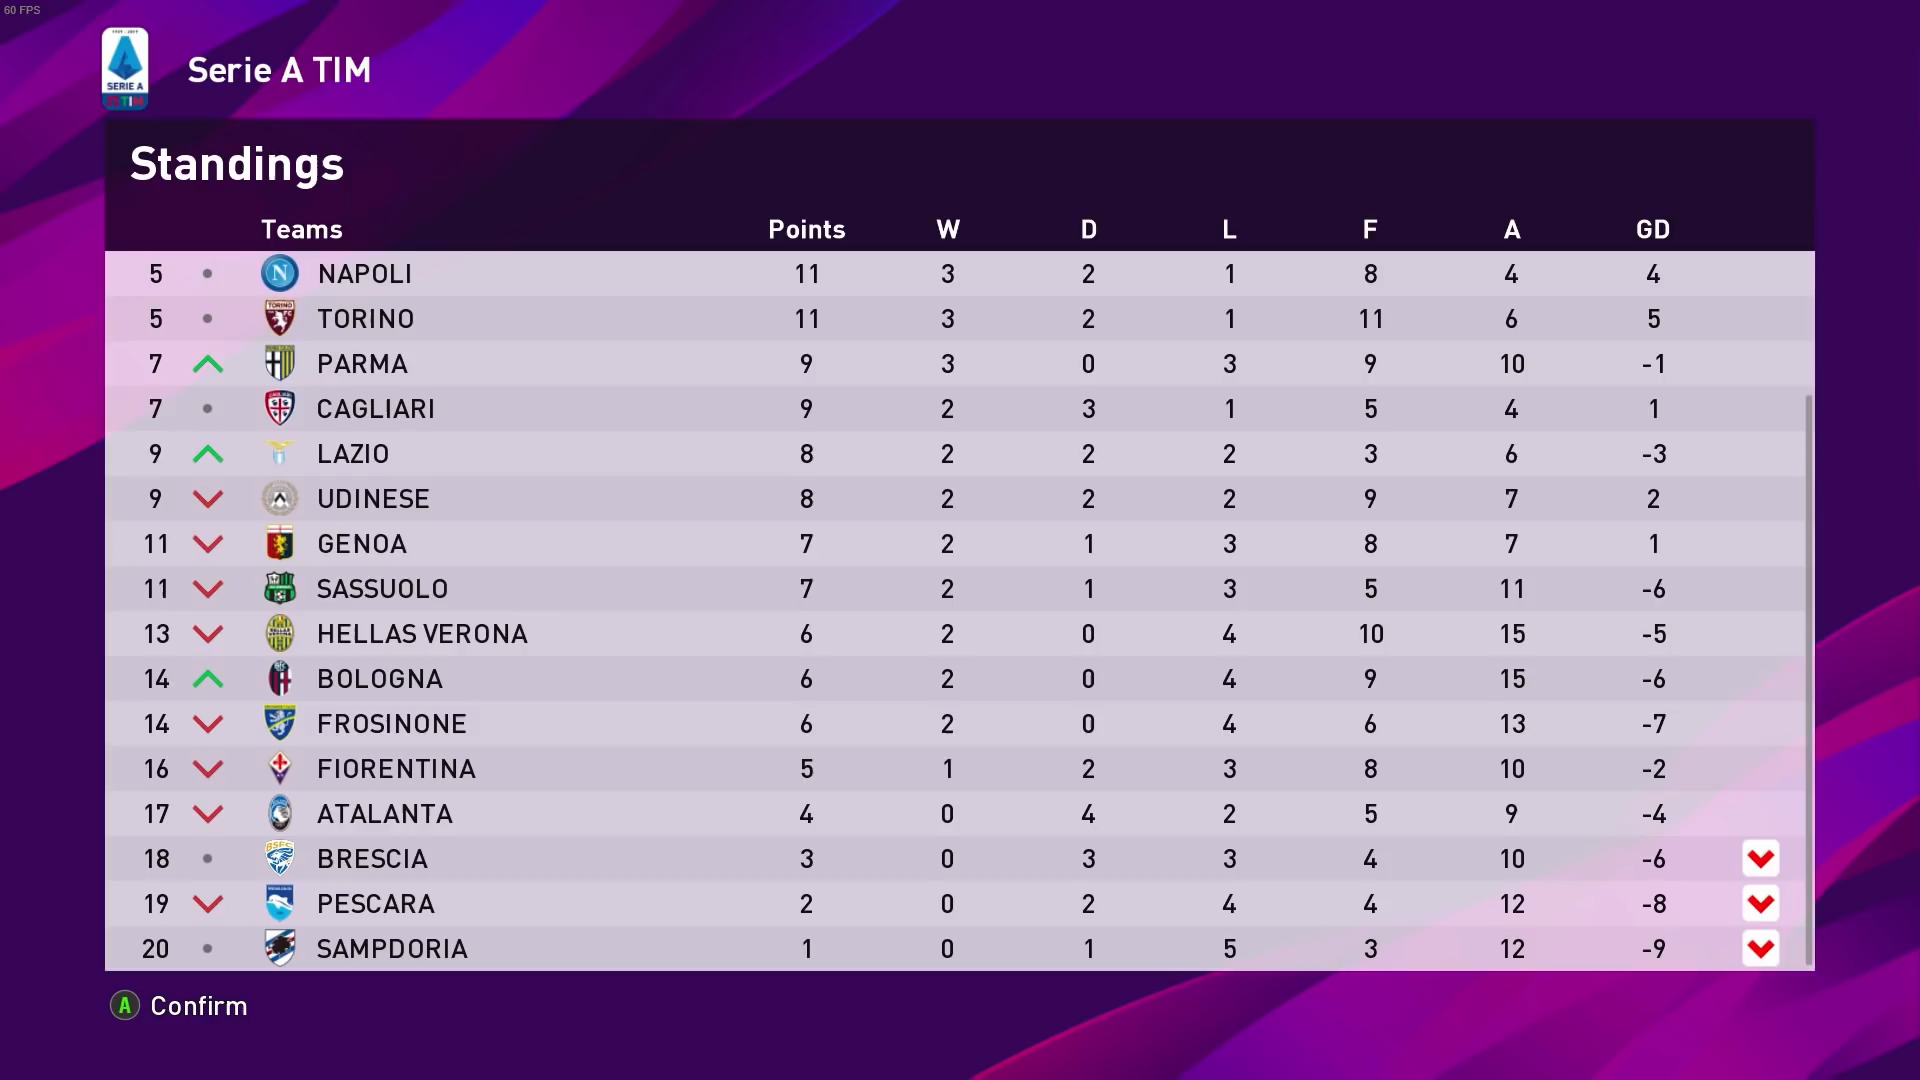 60 FPS
SERIE A
TIM
Serie A TIM
Standings
Teams Points W D L F A GD
5 NAPOLI 11 3 2 1 8 4 4
5 TORINO 11 3 2 1 11 6 5
7 PARMA 9 3 0 3 9 10 -1
7 CAGLIARI 9 2 3 1 5 4 1
9 LAZIO 8 2 2 2 3 6 -3
9 UDINESE 8 2 2 2 9 7 2
11 GENOA 7 2 1 3 8 7 1
11 SASSUOLO 7 2 1 3 5 11 -6
13 HELLAS VERONA 6 2 0 4 10 15 -5
14 BOLOGNA 6 2 0 4 9 15 -6
14 FROSINONE 6 2 0 4 6 13 -7
16 FIORENTINA 5 1 2 3 8 10 -2
17 ATALANTA 4 0 4 2 5 9 -4
18 BRESCIA 3 0 3 3 4 10 -6
19 PESCARA 2 0 2 4 4 12 -8
20 SAMPDORIA 1 0 1 5 3 12 -9
A Confirm